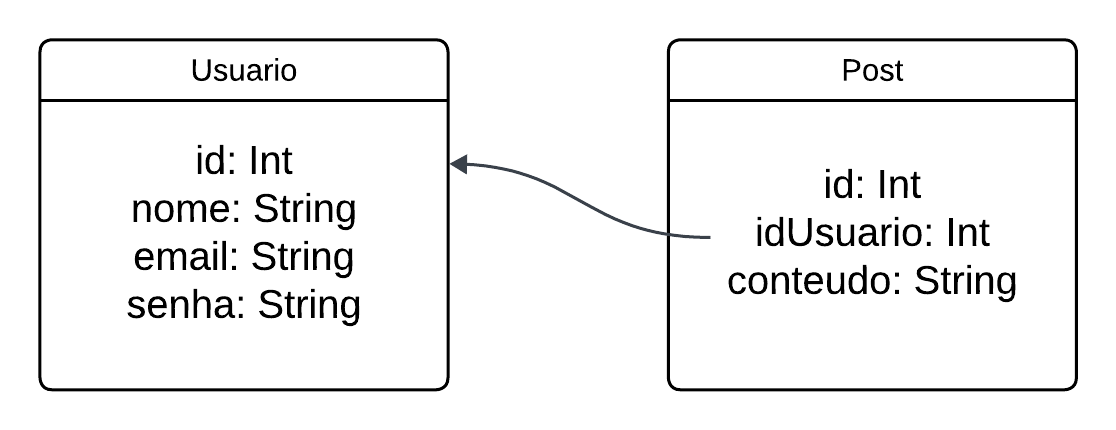 Usuario
id: Int
nome: String
email: String
senha: String
Post
id: Int
idUsuario: Int
conteudo: String